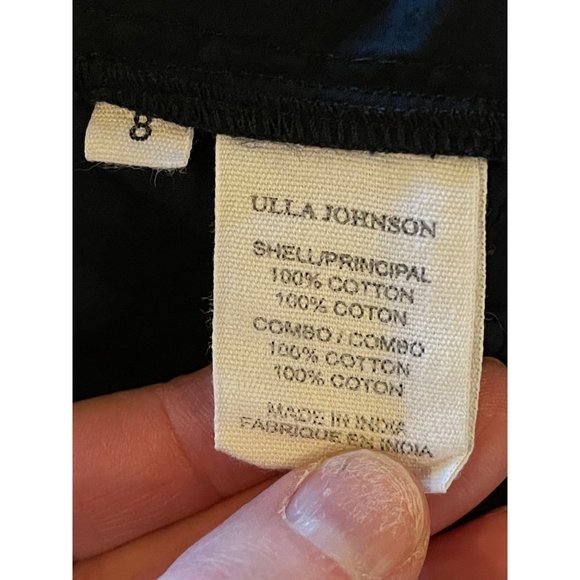 8
ULLA JOHNSON
SHELL/PRINCIPAL
100% COTTON
100% COTON
COMBO / COMBO
100% COTTON
100% COTON
MADE IN INDIA
FABRIQUE EN INDIA